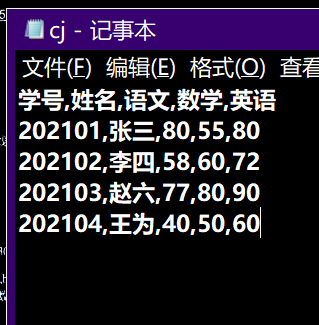 cj - 记事本
文件(F) 编辑(E) 格式(O) 查看
学号,姓名,语文,数学,英语
202101,张三,80,55,80
202102,李四,58,60,72
202103,赵六,77,80,90
202104,王为,40,50,60